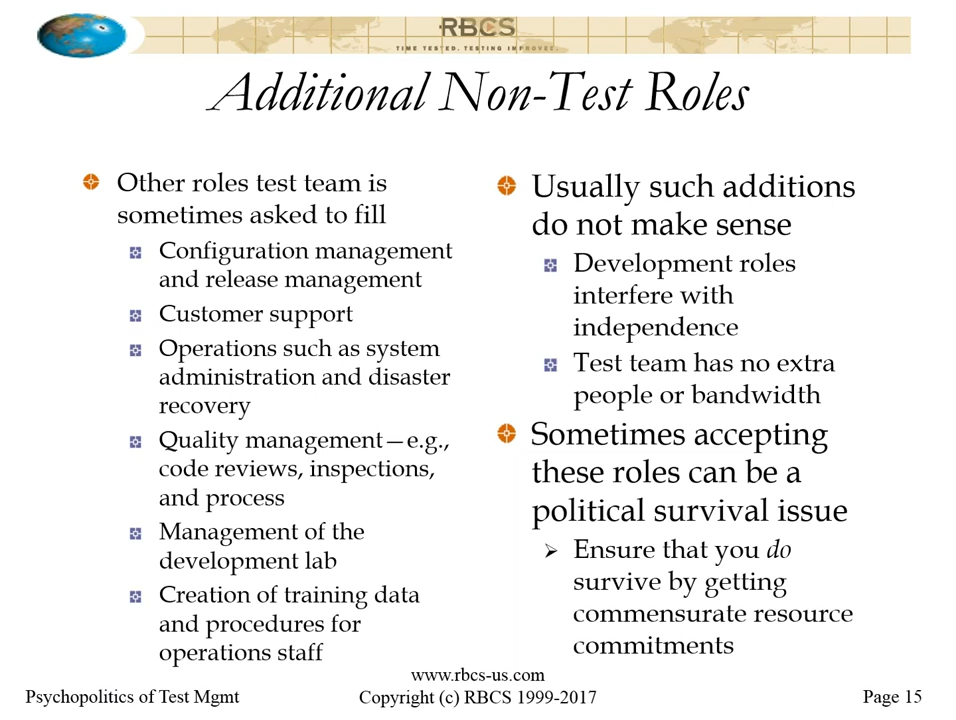 RBCS
TIME TESTED. TESTING IMPROVED.
Additional Non-Test Roles
Other roles test team is
sometimes asked to fill
Configuration management
and release management
Customer support
Operations such as system
administration and disaster
recovery
Quality management—e.g.,
code reviews, inspections,
and process
Management of the
development lab
Creation of training data
and procedures for
operations staff
Usually such additions
do not make sense
Development roles
interfere with
independence
Test team has no extra
people or bandwidth
Sometimes accepting
these roles can be a
political survival issue
Ensure that you do
survive by getting
commensurate resource
commitments
www.rbcs-us.com
Psychopolitics of Test Mgmt
Copyright (c) RBCS 1999-2017
Page 15